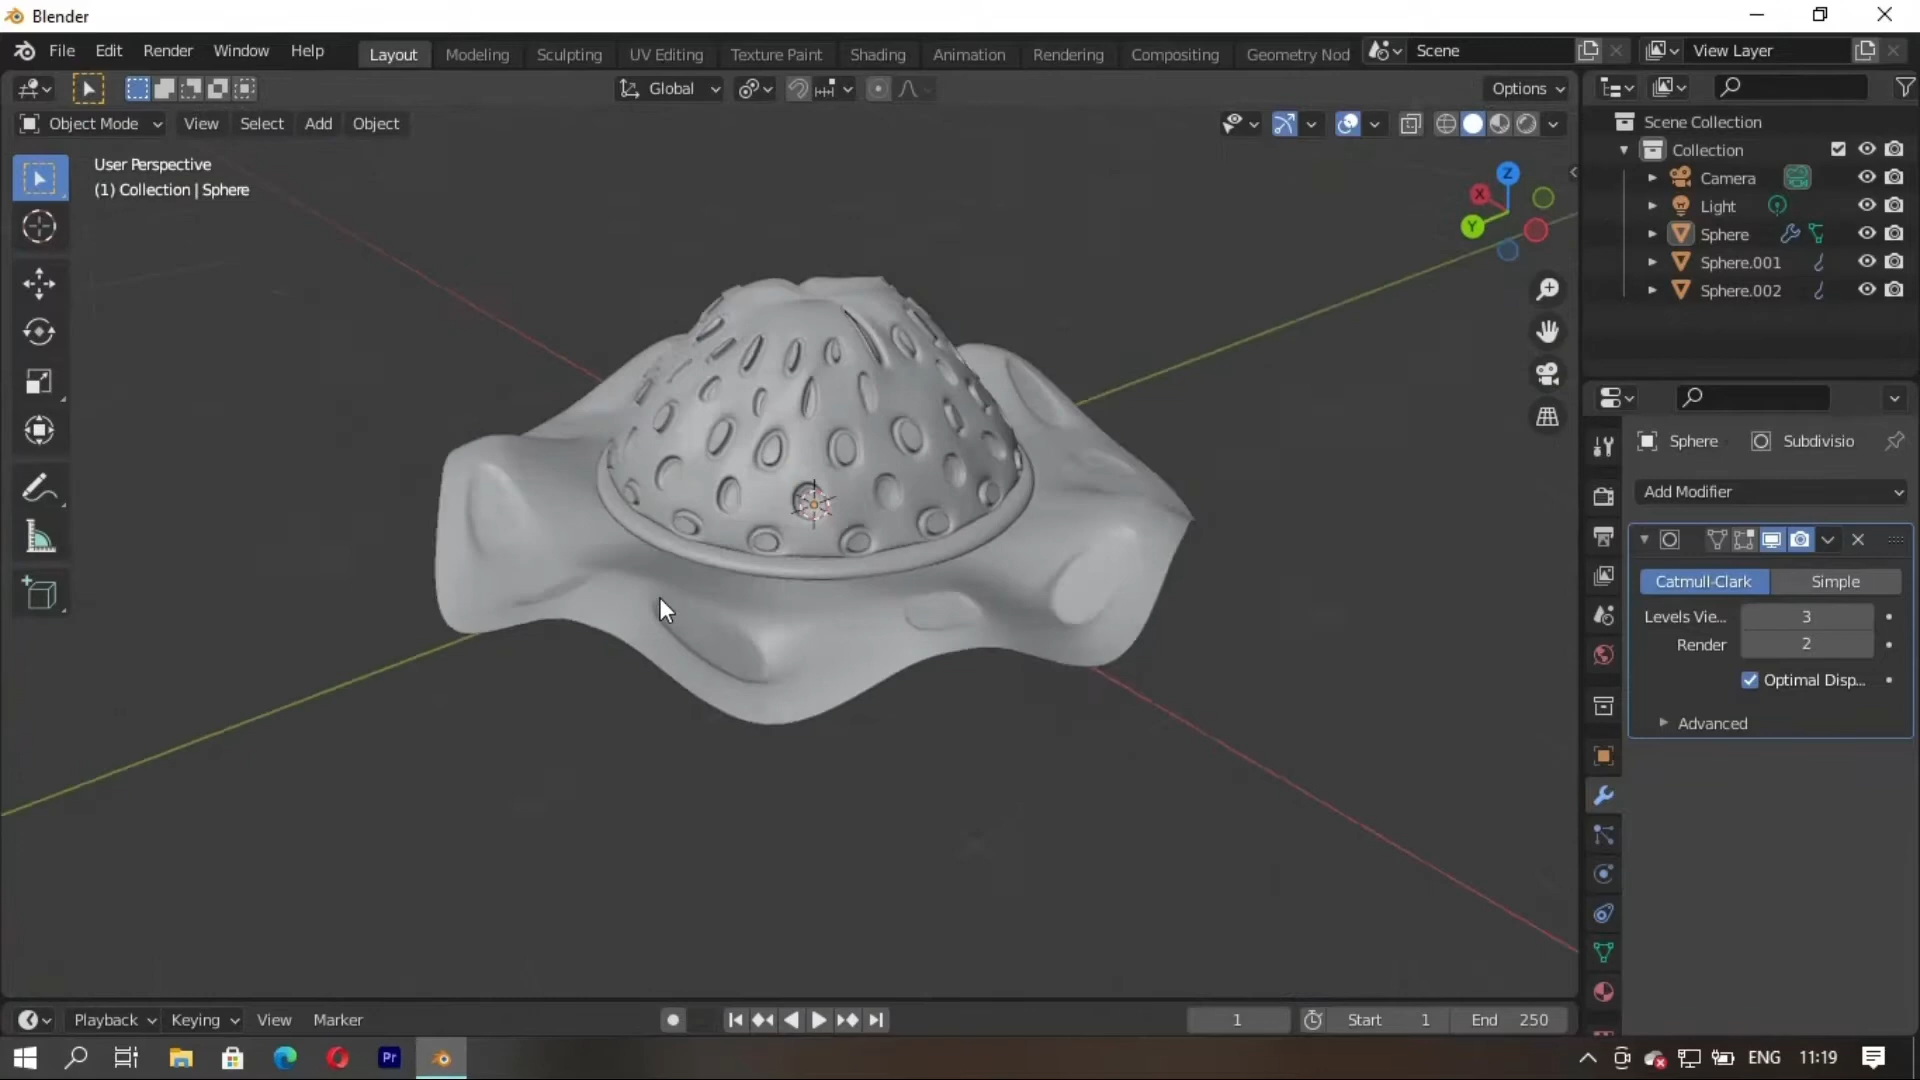 Blender
File Edit Render Window Help Layout Modeling Sculpting UV Editing Texture Paint Shading Animation Rendering Compositing Geometry Nod Scene View Layer
Global Options
Object Mode View Select Add Object
User Perspective
(1) Collection | Sphere
Z
X
Y
Scene Collection
Collection
Camera
Light
Sphere
Sphere.001
Sphere.002
Sphere Subdivisio
Add Modifier
Catmull-Clark Simple
Levels Vie... 3
Render 2
Optimal Disp...
Advanced
Playback Keying View Marker 1 Start 1 End 250
Pr ENG 11:19